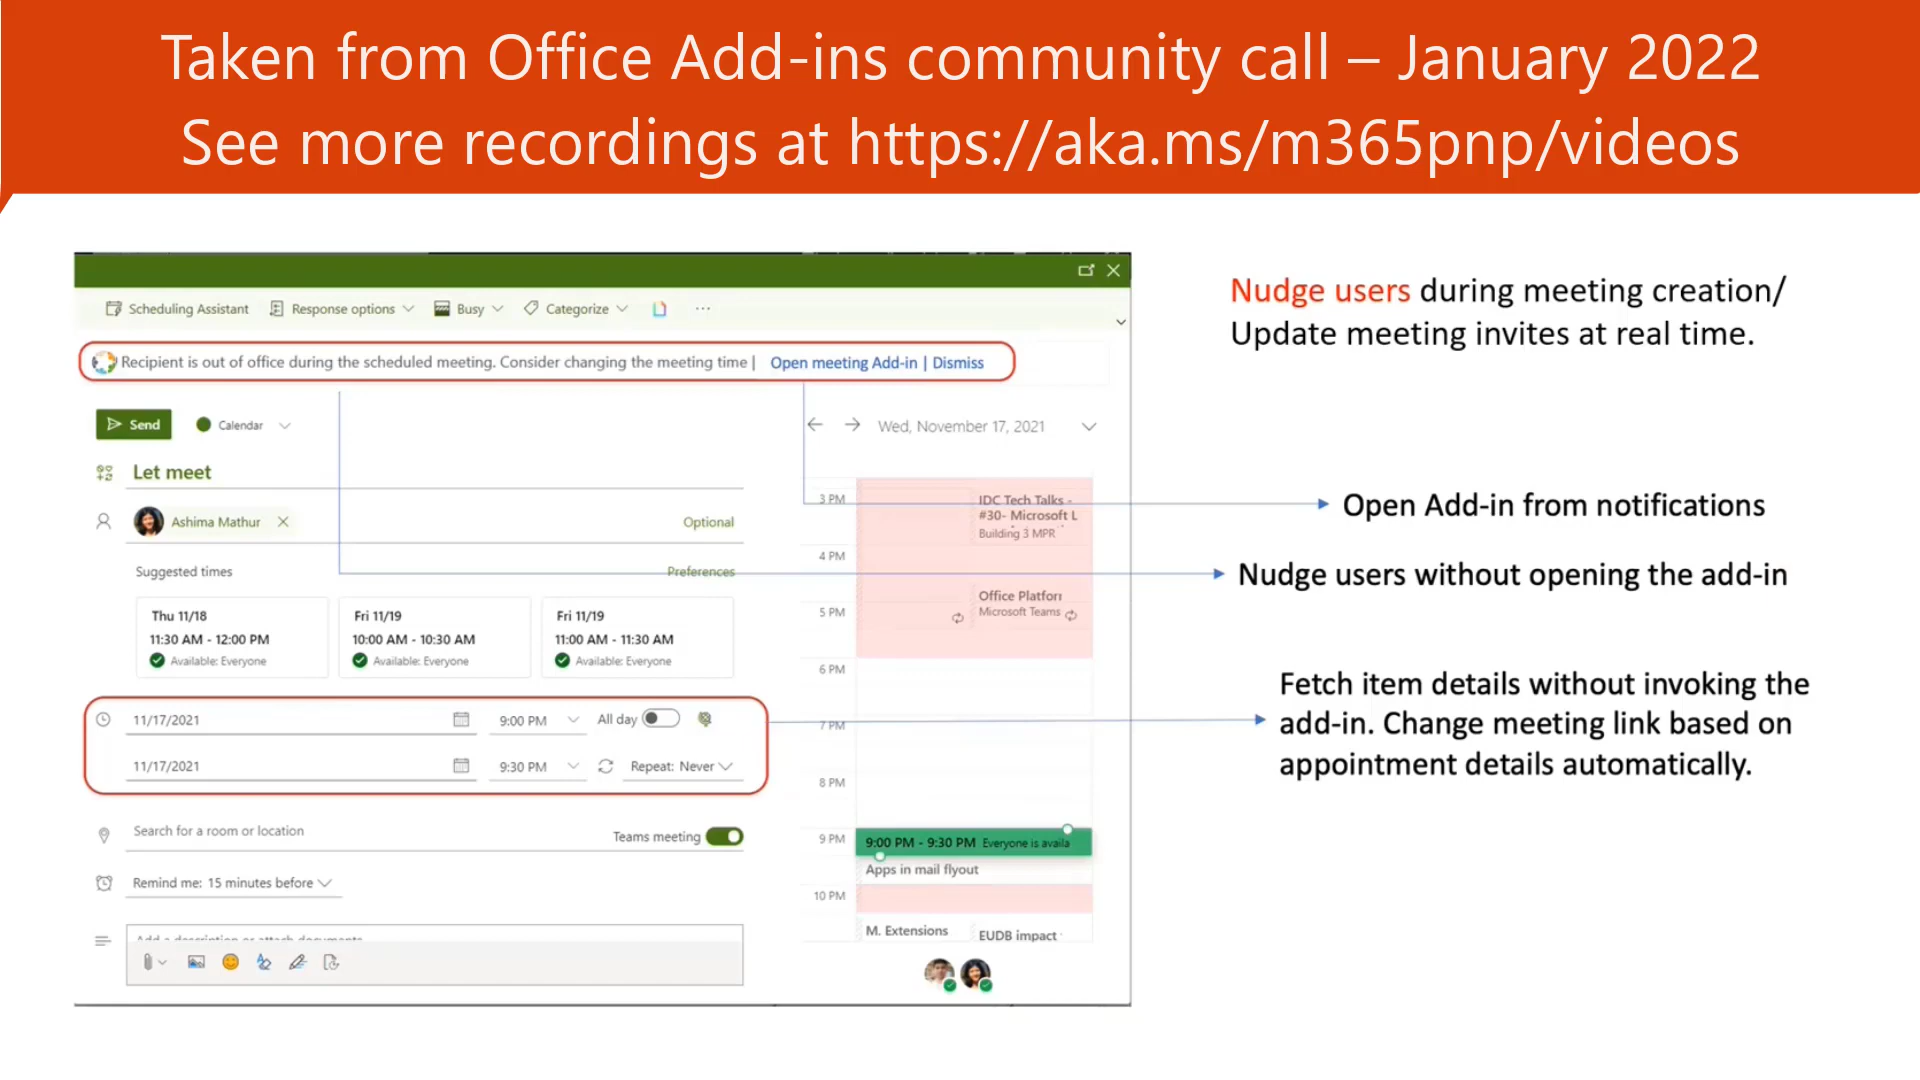 Taken from Office Add-ins community call – January 2022
See more recordings at https://aka.ms/m365pnp/videos
Scheduling Assistant Response options Busy Categorize ...
Recipient is out of office during the scheduled meeting. Consider changing the meeting time | Open meeting Add-in | Dismiss
Send Calendar
Let meet
Ashima Mathur Optional
Suggested times Preferences
Thu 11/18 Fri 11/19 Fri 11/19
11:30 AM - 12:00 PM 10:00 AM - 10:30 AM 11:00 AM - 11:30 AM
Available: Everyone Available: Everyone Available: Everyone
11/17/2021 9:00 PM All day
11/17/2021 9:30 PM Repeat: Never
Search for a room or location Teams meeting
Remind me: 15 minutes before
Add a description or attach documents
Wed, November 17, 2021
3 PM
IDC Tech Talks -
#30- Microsoft L
Building 3 MPR
4 PM
Office Platforr
Microsoft Teams
5 PM
6 PM
7 PM
8 PM
9 PM
9:00 PM - 9:30 PM Everyone is availa
Apps in mail flyout
10 PM
M. Extensions EUDB impact
Nudge users during meeting creation/
Update meeting invites at real time.
Open Add-in from notifications
Nudge users without opening the add-in
Fetch item details without invoking the
add-in. Change meeting link based on
appointment details automatically.